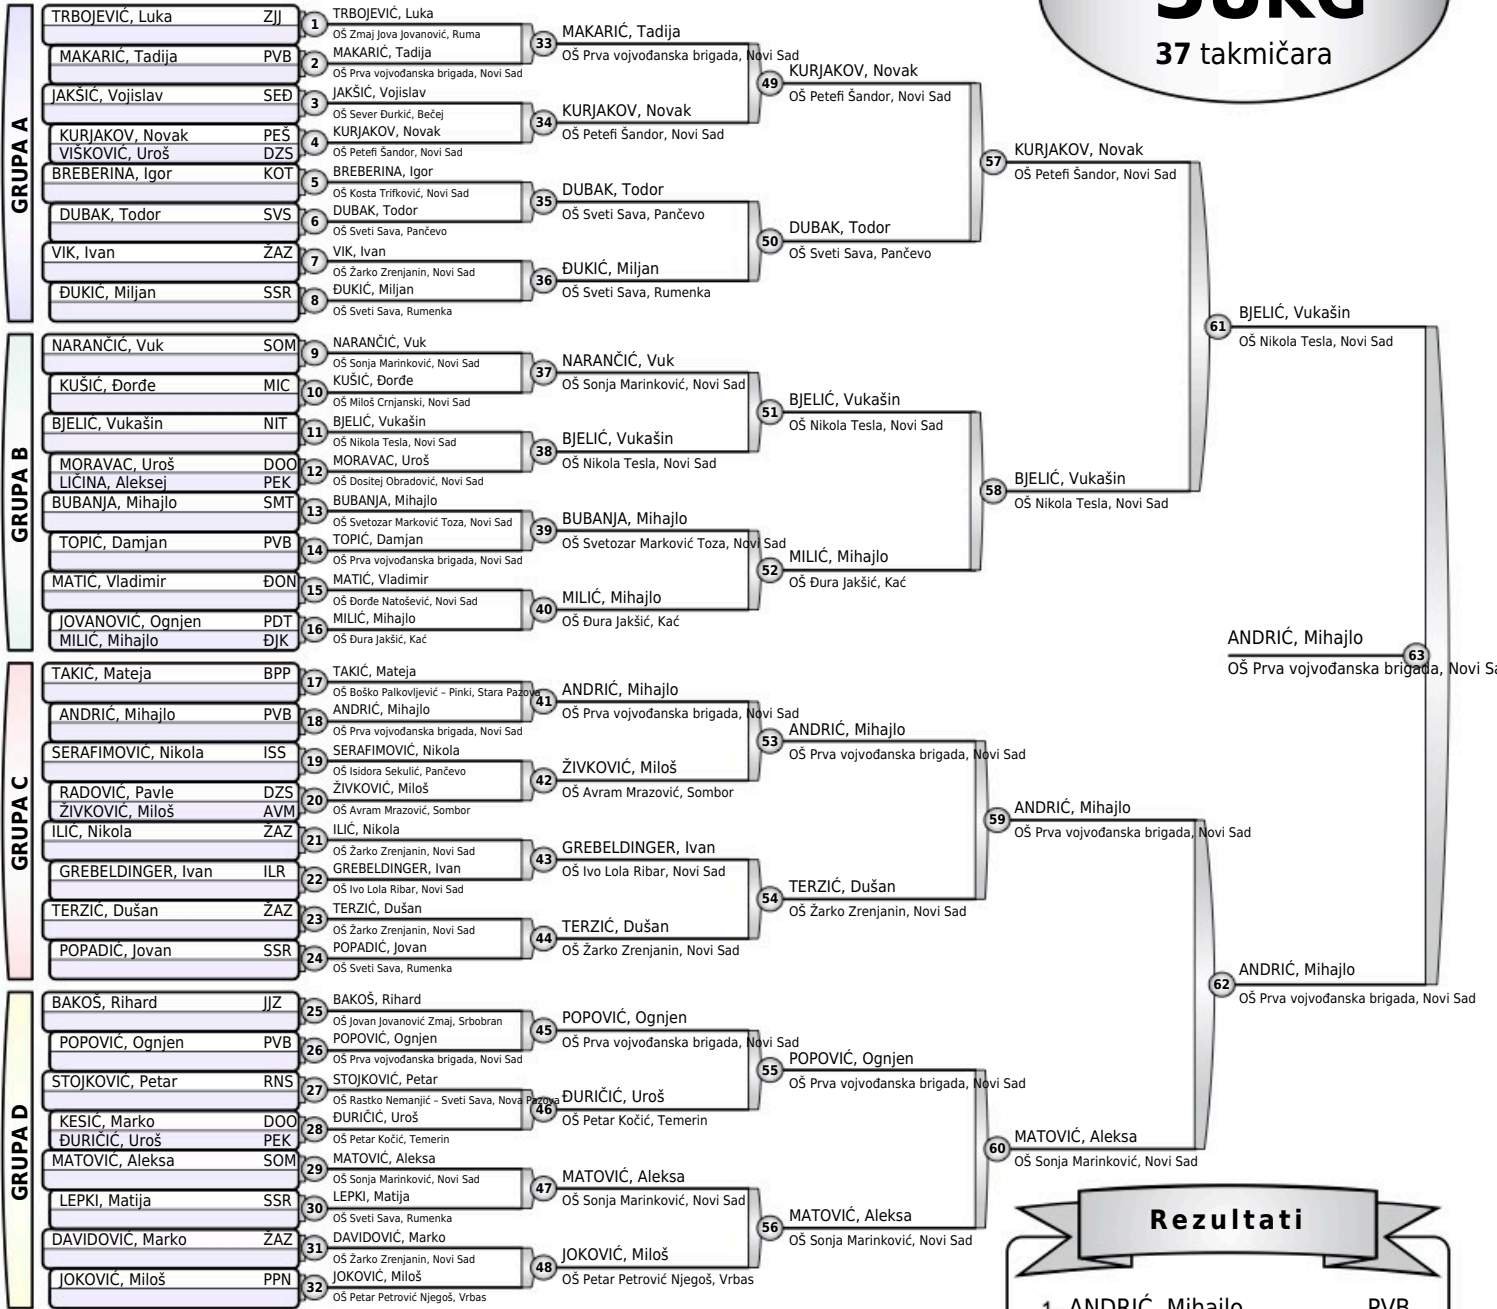 50KG
37 takmičara
GRUPA A
TRBOJEVIĆ, Luka ZJJ
MAKARIĆ, Tadija PVB
JAKŠIĆ, Vojislav SEĐ
KURJAKOV, Novak PEŠ
VIŠKOVIĆ, Uroš DZS
BREBERINA, Igor KOT
DUBAK, Todor SVS
VIK, Ivan ŽAZ
ĐUKIĆ, Miljan SSR
GRUPA B
NARANČIĆ, Vuk SOM
KUŠIĆ, Đorđe MIC
BJELIĆ, Vukašin NIT
MORAVAC, Uroš DOO
LIČINA, Aleksej PEK
BUBANJA, Mihajlo SMT
TOPIĆ, Damjan PVB
MATIĆ, Vladimir ĐON
JOVANOVIĆ, Ognjen PDT
MILIĆ, Mihajlo ĐJK
GRUPA C
TAKIĆ, Mateja BPP
ANDRIĆ, Mihajlo PVB
SERAFIMOVIĆ, Nikola ISS
RADOVIĆ, Pavle DZS
ŽIVKOVIĆ, Miloš AVM
ILIĆ, Nikola ŽAZ
GREBELDINGER, Ivan ILR
TERZIĆ, Dušan ŽAZ
POPADIĆ, Jovan SSR
GRUPA D
BAKOŠ, Rihard JJZ
POPOVIĆ, Ognjen PVB
STOJKOVIĆ, Petar RNS
KESIĆ, Marko DOO
ĐURIČIĆ, Uroš PEK
MATOVIĆ, Aleksa SOM
LEPKI, Matija SSR
DAVIDOVIĆ, Marko ŽAZ
JOKOVIĆ, Miloš PPN
1 TRBOJEVIĆ, Luka
OŠ Zmaj Jova Jovanović, Ruma
2 MAKARIĆ, Tadija
OŠ Prva vojvođanska brigada, Novi Sad
3 JAKŠIĆ, Vojislav
OŠ Sever Đurkić, Bečej
4 KURJAKOV, Novak
OŠ Petefi Šandor, Novi Sad
5 BREBERINA, Igor
OŠ Kosta Trifković, Novi Sad
6 DUBAK, Todor
OŠ Sveti Sava, Pančevo
7 VIK, Ivan
OŠ Žarko Zrenjanin, Novi Sad
8 ĐUKIĆ, Miljan
OŠ Sveti Sava, Rumenka
9 NARANČIĆ, Vuk
OŠ Sonja Marinković, Novi Sad
10 KUŠIĆ, Đorđe
OŠ Miloš Crnjanski, Novi Sad
11 BJELIĆ, Vukašin
OŠ Nikola Tesla, Novi Sad
12 MORAVAC, Uroš
OŠ Dositej Obradović, Novi Sad
13 BUBANJA, Mihajlo
OŠ Svetozar Marković Toza, Novi Sad
14 TOPIĆ, Damjan
OŠ Prva vojvođanska brigada, Novi Sad
15 MATIĆ, Vladimir
OŠ Đorđe Natošević, Novi Sad
16 MILIĆ, Mihajlo
OŠ Đura Jakšić, Kać
17 TAKIĆ, Mateja
OŠ Boško Palkovljević – Pinki, Stara Pazova
18 ANDRIĆ, Mihajlo
OŠ Prva vojvođanska brigada, Novi Sad
19 SERAFIMOVIĆ, Nikola
OŠ Isidora Sekulić, Pančevo
20 ŽIVKOVIĆ, Miloš
OŠ Avram Mrazović, Sombor
21 ILIĆ, Nikola
OŠ Žarko Zrenjanin, Novi Sad
22 GREBELDINGER, Ivan
OŠ Ivo Lola Ribar, Novi Sad
23 TERZIĆ, Dušan
OŠ Žarko Zrenjanin, Novi Sad
24 POPADIĆ, Jovan
OŠ Sveti Sava, Rumenka
25 BAKOŠ, Rihard
OŠ Jovan Jovanović Zmaj, Srbobran
26 POPOVIĆ, Ognjen
OŠ Prva vojvođanska brigada, Novi Sad
27 STOJKOVIĆ, Petar
OŠ Rastko Nemanjić – Sveti Sava, Nova Pazova
28 ĐURIČIĆ, Uroš
OŠ Petar Kočić, Temerin
29 MATOVIĆ, Aleksa
OŠ Sonja Marinković, Novi Sad
30 LEPKI, Matija
OŠ Sveti Sava, Rumenka
31 DAVIDOVIĆ, Marko
OŠ Žarko Zrenjanin, Novi Sad
32 JOKOVIĆ, Miloš
OŠ Petar Petrović Njegoš, Vrbas
33 MAKARIĆ, Tadija
OŠ Prva vojvođanska brigada, Novi Sad
34 KURJAKOV, Novak
OŠ Petefi Šandor, Novi Sad
35 DUBAK, Todor
OŠ Sveti Sava, Pančevo
36 ĐUKIĆ, Miljan
OŠ Sveti Sava, Rumenka
37 NARANČIĆ, Vuk
OŠ Sonja Marinković, Novi Sad
38 BJELIĆ, Vukašin
OŠ Nikola Tesla, Novi Sad
39 BUBANJA, Mihajlo
OŠ Svetozar Marković Toza, Novi Sad
40 MILIĆ, Mihajlo
OŠ Đura Jakšić, Kać
41 ANDRIĆ, Mihajlo
OŠ Prva vojvođanska brigada, Novi Sad
42 ŽIVKOVIĆ, Miloš
OŠ Avram Mrazović, Sombor
43 GREBELDINGER, Ivan
OŠ Ivo Lola Ribar, Novi Sad
44 TERZIĆ, Dušan
OŠ Žarko Zrenjanin, Novi Sad
45 POPOVIĆ, Ognjen
OŠ Prva vojvođanska brigada, Novi Sad
46 ĐURIČIĆ, Uroš
OŠ Petar Kočić, Temerin
47 MATOVIĆ, Aleksa
OŠ Sonja Marinković, Novi Sad
48 JOKOVIĆ, Miloš
OŠ Petar Petrović Njegoš, Vrbas
49 KURJAKOV, Novak
OŠ Petefi Šandor, Novi Sad
50 DUBAK, Todor
OŠ Sveti Sava, Pančevo
51 BJELIĆ, Vukašin
OŠ Nikola Tesla, Novi Sad
52 MILIĆ, Mihajlo
OŠ Đura Jakšić, Kać
53 ANDRIĆ, Mihajlo
OŠ Prva vojvođanska brigada, Novi Sad
54 TERZIĆ, Dušan
OŠ Žarko Zrenjanin, Novi Sad
55 POPOVIĆ, Ognjen
OŠ Prva vojvođanska brigada, Novi Sad
56 MATOVIĆ, Aleksa
OŠ Sonja Marinković, Novi Sad
57 KURJAKOV, Novak
OŠ Petefi Šandor, Novi Sad
58 BJELIĆ, Vukašin
OŠ Nikola Tesla, Novi Sad
59 ANDRIĆ, Mihajlo
OŠ Prva vojvođanska brigada, Novi Sad
60 MATOVIĆ, Aleksa
OŠ Sonja Marinković, Novi Sad
61 BJELIĆ, Vukašin
OŠ Nikola Tesla, Novi Sad
62 ANDRIĆ, Mihajlo
OŠ Prva vojvođanska brigada, Novi Sad
ANDRIĆ, Mihajlo 63
OŠ Prva vojvođanska brigada, Novi
Rezultati
1 ANDRIĆ, Mihajlo PVB